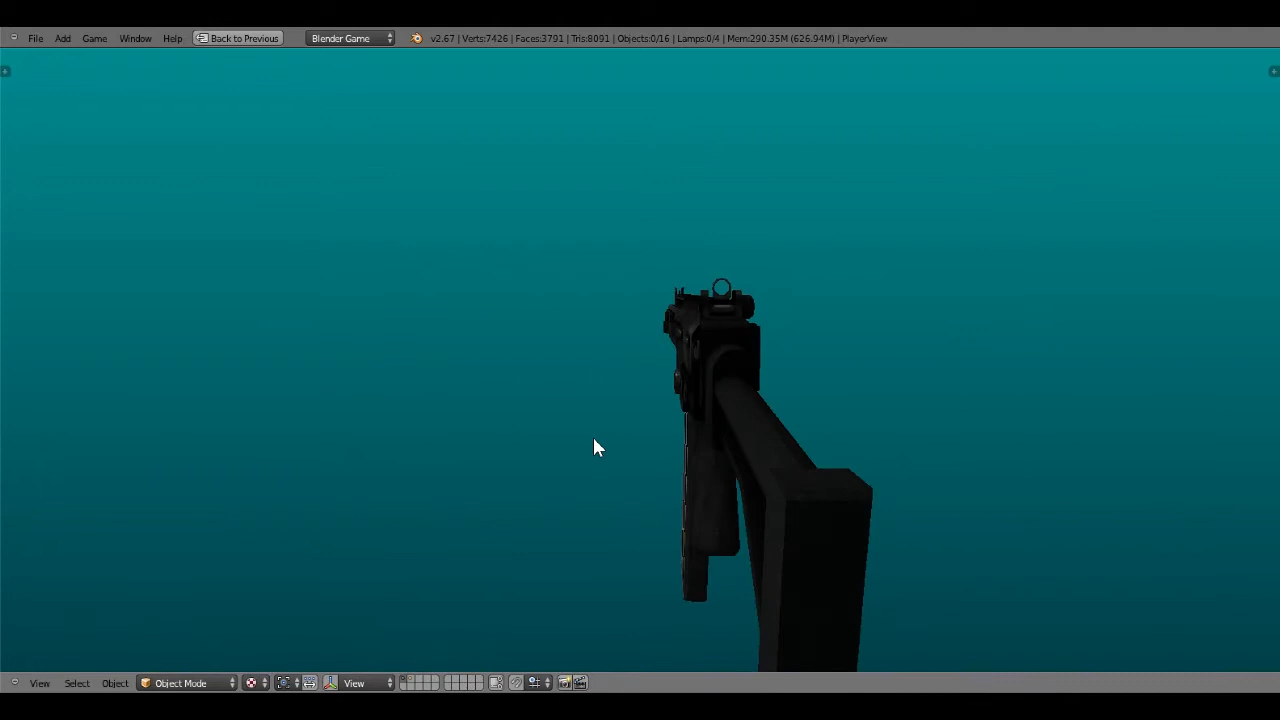 File Add Game Window Help Back to Previous Blender Game v2.67 | Verts:7426 | Faces:3791 | Tris:8091 | Objects:0/16 | Lamps:0/4 | Mem:290.35M (626.94M) | PlayerView
View Select Object Object Mode View